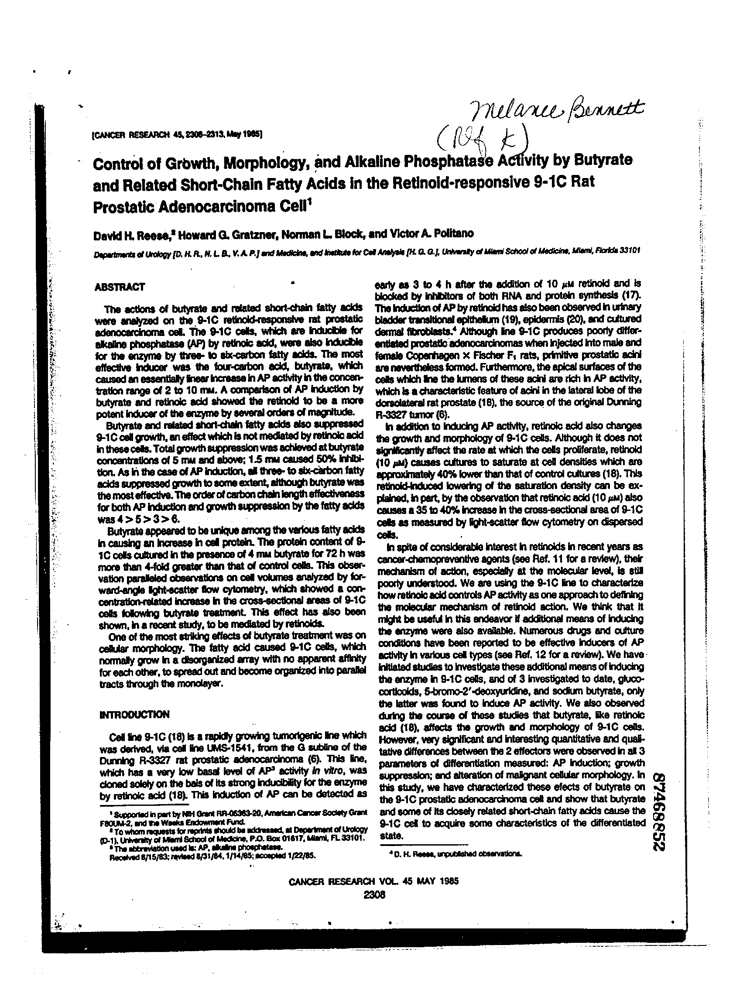 Melanee Bennett
(Ref t)
[CANCER RESEARCH 45, 2308–2313, May 1985]
Control of Growth, Morphology, and Alkaline Phosphatase Activity by Butyrate
and Related Short-Chain Fatty Acids in the Retinoid-responsive 9-1C Rat
Prostatic Adenocarcinoma Cell¹
David H. Reese,² Howard G. Gratzner, Norman L. Block, and Victor A. Politano
Departments of Urology [D. H. R., N. L. B., V. A. P.] and Medicine, and Institute for Cell Analysis [H. G. G.], University of Miami School of Medicine, Miami, Florida 33101
ABSTRACT
The actions of butyrate and related short-chain fatty acids
were analyzed on the 9-1C retinoid-responsive rat prostatic
adenocarcinoma cell. The 9-1C cells, which are inducible for
alkaline phosphatase (AP) by retinoic acid, were also inducible
for the enzyme by three- to six-carbon fatty acids. The most
effective inducer was the four-carbon acid, butyrate, which
caused an essentially linear increase in AP activity in the concen-
tration range of 2 to 10 mM. A comparison of AP induction by
butyrate and retinoic acid showed the retinoid to be a more
potent inducer of the enzyme by several orders of magnitude.
Butyrate and related short-chain fatty acids also suppressed
9-1C cell growth, an effect which is not mediated by retinoic acid
in these cells. Total growth suppression was achieved at butyrate
concentrations of 5 mM and above; 1.5 mM caused 50% inhibi-
tion. As in the case of AP induction, all three- to six-carbon fatty
acids suppressed growth to some extent, although butyrate was
the most effective. The order of carbon chain length effectiveness
for both AP induction and growth suppression by the fatty acids
was 4 > 5 > 3 > 6.
Butyrate appeared to be unique among the various fatty acids
in causing an increase in cell protein. The protein content of 9-
1C cells cultured in the presence of 4 mM butyrate for 72 h was
more than 4-fold greater than that of control cells. This obser-
vation paralleled observations on cell volumes analyzed by for-
ward-angle light-scatter flow cytometry, which showed a con-
centration-related increase in the cross-sectional areas of 9-1C
cells following butyrate treatment. This effect has also been
shown, in a recent study, to be mediated by retinoids.
One of the most striking effects of butyrate treatment was on
cellular morphology. The fatty acid caused 9-1C cells, which
normally grow in a disorganized array with no apparent affinity
for each other, to spread out and become organized into parallel
tracts through the monolayer.
INTRODUCTION
Cell line 9-1C (18) is a rapidly growing tumorigenic line which
was derived, via cell line UMS-1541, from the G subline of the
Dunning R-3327 rat prostatic adenocarcinoma (6). This line,
which has a very low basal level of AP³ activity in vitro, was
cloned solely on the bais of its strong inducibility for the enzyme
by retinoic acid (18). This induction of AP can be detected as
¹ Supported in part by NIH Grant RR-05363-20, American Cancer Society Grant
FBOUM-2, and the Weeks Endowment Fund.
² To whom requests for reprints should be addressed, at Department of Urology
(D-1), University of Miami School of Medicine, P.O. Box 01617, Miami, FL 33101.
³ The abbreviation used is: AP, alkaline phosphatase.
Received 8/15/83; revised 8/31/84, 1/14/85; accepted 1/22/85.
early as 3 to 4 h after the addition of 10 μM retinoid and is
blocked by inhibitors of both RNA and protein synthesis (17).
The induction of AP by retinoid has also been observed in urinary
bladder transitional epithelium (19), epidermis (20), and cultured
dermal fibroblasts.⁴ Although line 9-1C produces poorly differ-
entiated prostatic adenocarcinomas when injected into male and
female Copenhagen × Fischer F₁ rats, primitive prostatic acini
are nevertheless formed. Furthermore, the apical surfaces of the
cells which line the lumens of these acini are rich in AP activity,
which is a characteristic feature of acini in the lateral lobe of the
dorsolateral rat prostate (16), the source of the original Dunning
R-3327 tumor (6).
In addition to inducing AP activity, retinoic acid also changes
the growth and morphology of 9-1C cells. Although it does not
significantly affect the rate at which the cells proliferate, retinoid
(10 μM) causes cultures to saturate at cell densities which are
approximately 40% lower than that of control cultures (18). This
retinoid-induced lowering of the saturation density can be ex-
plained, in part, by the observation that retinoic acid (10 μM) also
causes a 35 to 40% increase in the cross-sectional area of 9-1C
cells as measured by light-scatter flow cytometry on dispersed
cells.
In spite of considerable interest in retinoids in recent years as
cancer-chemopreventive agents (see Ref. 11 for a review), their
mechanism of action, especially at the molecular level, is still
poorly understood. We are using the 9-1C line to characterize
how retinoic acid controls AP activity as one approach to defining
the molecular mechanism of retinoid action. We think that it
might be useful in this endeavor if additional means of inducing
the enzyme were also available. Numerous drugs and culture
conditions have been reported to be effective inducers of AP
activity in various cell types (see Ref. 12 for a review). We have
initiated studies to investigate these additional means of inducing
the enzyme in 9-1C cells, and of 3 investigated to date, gluco-
corticoids, 5-bromo-2′-deoxyuridine, and sodium butyrate, only
the latter was found to induce AP activity. We also observed
during the course of these studies that butyrate, like retinoic
acid (18), affects the growth and morphology of 9-1C cells.
However, very significant and interesting quantitative and quali-
tative differences between the 2 effectors were observed in all 3
parameters of differentiation measured: AP induction; growth
suppression; and alteration of malignant cellular morphology. In
this study, we have characterized these efects of butyrate on
the 9-1C prostatic adenocarcinoma cell and show that butyrate
and some of its closely related short-chain fatty acids cause the
9-1C cell to acquire some characteristics of the differentiated
state.
⁴ D. H. Reese, unpublished observations.
87468852
CANCER RESEARCH VOL. 45 MAY 1985
2308